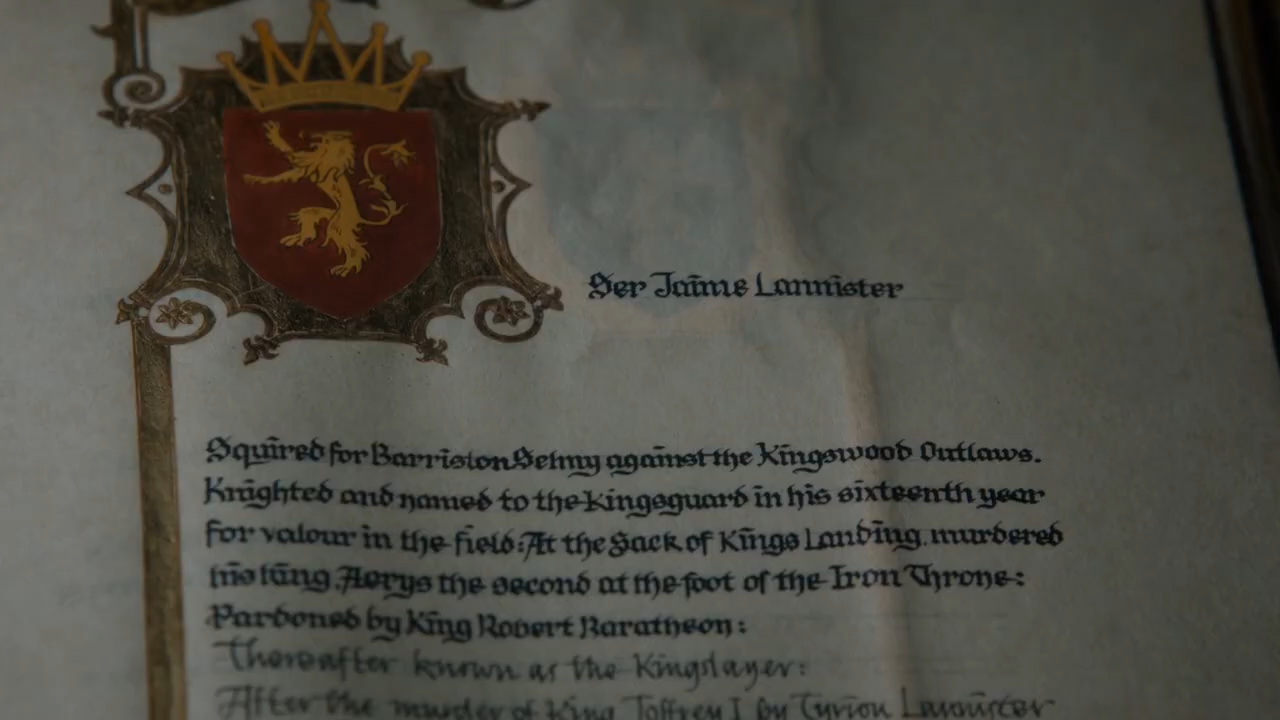 Ser Jaime Lannister
Squired for Barriston Selmy against the Kingswood Outlaws.
Knighted and named to the Kingsguard in his sixteenth year
for valour in the field: At the Sack of Kings Landing, murdered
his king, Aerys the second at the foot of the Iron Throne:
Pardoned by King Robert Baratheon:
Thereafter known as the Kingslayer:
After the murder of King Joffrey I by Tyrion Lannister